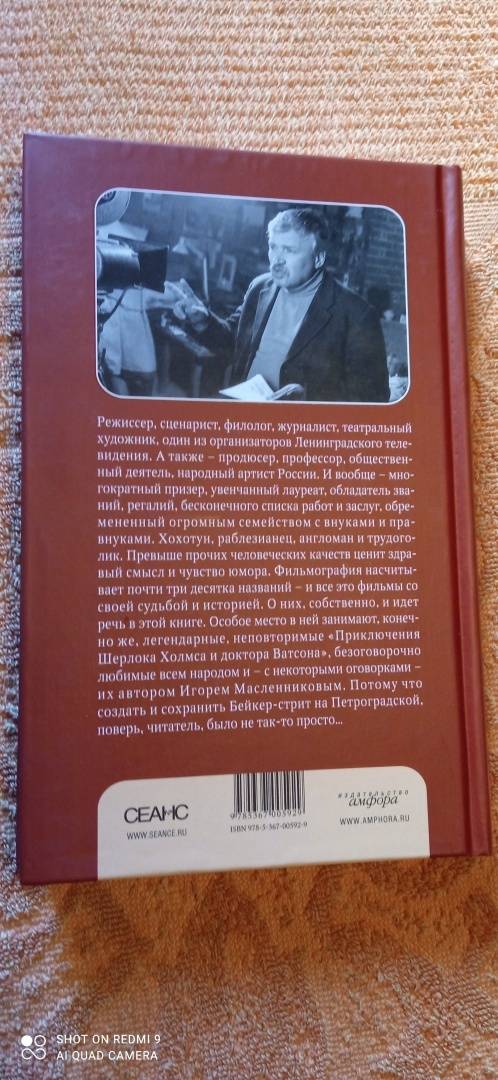 Режиссер, сценарист, филолог, журналист, театральный
художник, один из организаторов Ленинградского теле-
видения. А также – продюсер, профессор, обществен-
ный деятель, народный артист России. И вообще – мно-
гократный призер, увенчанный лауреат, обладатель зва-
ний, регалий, бесконечного списка работ и заслуг, обре-
мененный огромным семейством с внуками и пра-
внуками. Хохотун, раблезианец, англоман и трудого-
лик. Превыше прочих человеческих качеств ценит здра-
вый смысл и чувство юмора. Фильмография насчиты-
вает почти три десятка названий – и все это фильмы со
своей судьбой и историей. О них, собственно, и идет
речь в этой книге. Особое место в ней занимают, конеч-
но же, легендарные, неповторимые «Приключения
Шерлока Холмса и доктора Ватсона», безоговорочно
любимые всем народом и – с некоторыми оговорками –
их автором Игорем Масленниковым. Потому что
создать и сохранить Бейкер-стрит на Петроградской,
поверь, читатель, было не так-то просто...
СЕАНС
WWW.SEANCE.RU
9 785367 005929
ISBN 978-5-367-00592-9
издательство
амфора
WWW.AMPHORA.RU
SHOT ON REDMI 9
AI QUAD CAMERA